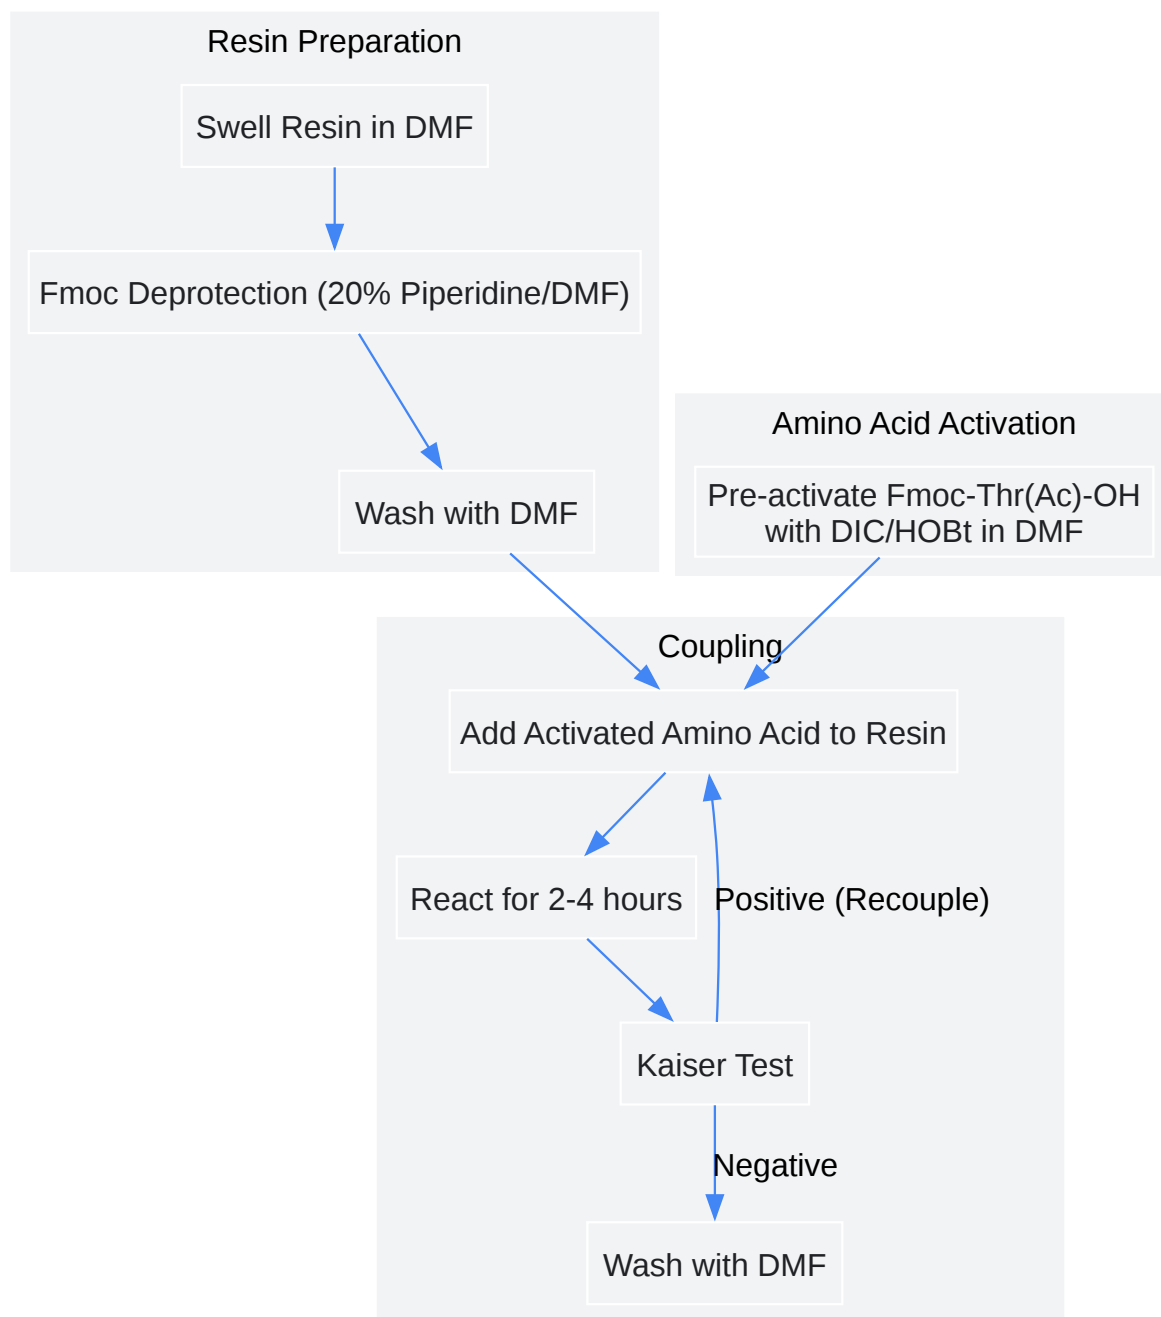 Resin Preparation
Swell Resin in DMF
Fmoc Deprotection (20% Piperidine/DMF)
Wash with DMF
Amino Acid Activation
Pre-activate Fmoc-Thr(Ac)-OH
with DIC/HOBt in DMF
Coupling
Add Activated Amino Acid to Resin
React for 2-4 hours
Positive (Recouple)
Kaiser Test
Negative
Wash with DMF